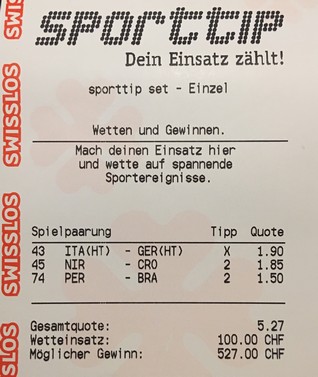 sporttip
Dein Einsatz zählt!
sporttip set - Einzel
Wetten und Gewinnen.
Mach deinen Einsatz hier
und wette auf spannende
Sportereignisse.
Spielpaarung Tipp Quote
43 ITA(HT) - GER(HT) X 1.90
45 NIR - CRO 2 1.85
74 PER - BRA 2 1.50
Gesamtquote: 5.27
Wetteinsatz: 100.00 CHF
Möglicher Gewinn: 527.00 CHF
SWISSLOS
SWISSLOS